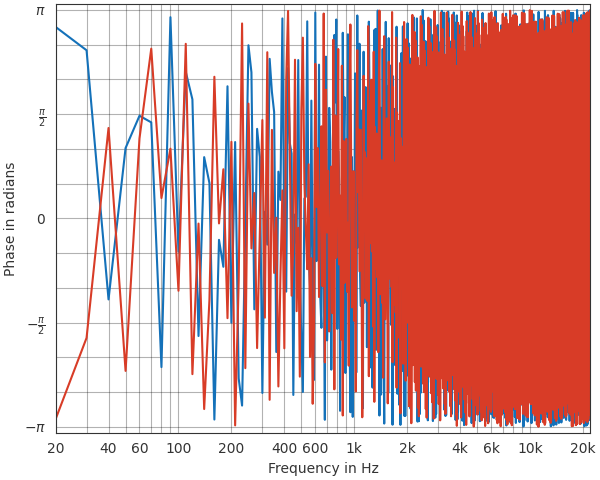 π
π/2
0
−π/2
−π
Phase in radians
20 40 60 100 200 400 600 1k 2k 4k 6k 10k 20k
Frequency in Hz